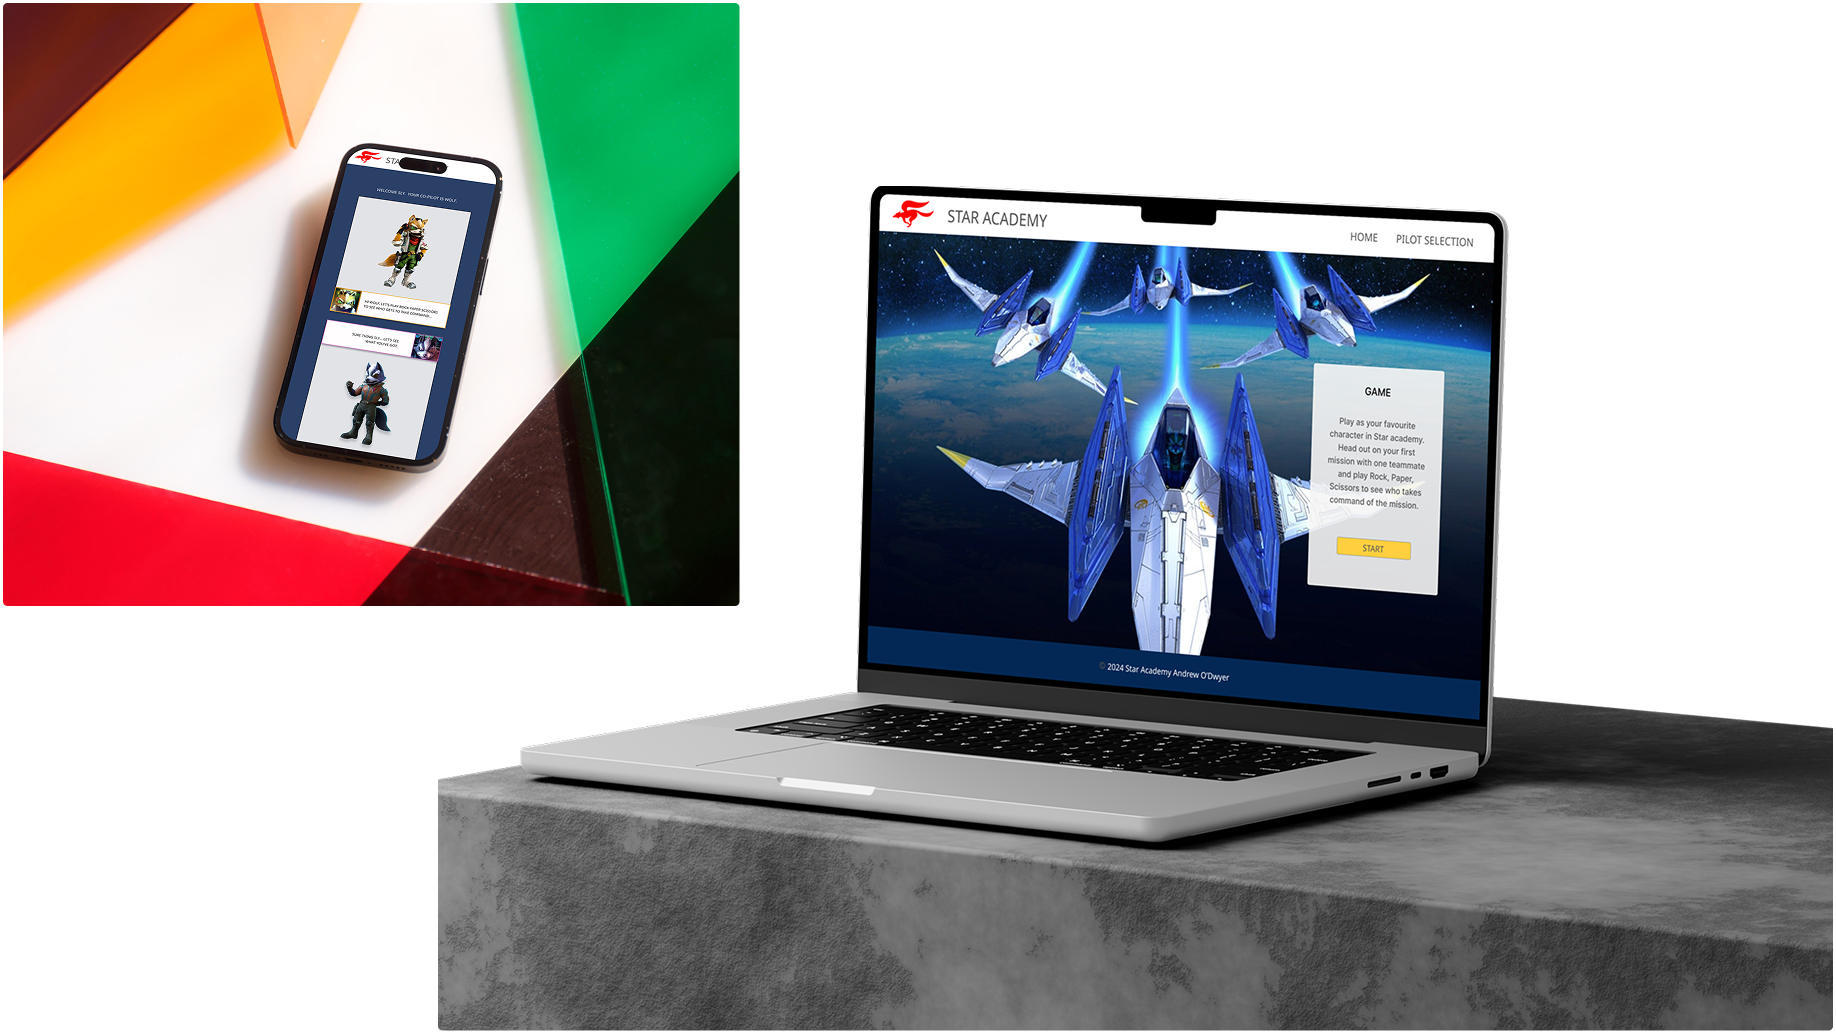 STA
WELCOME SLY. YOUR CO-PILOT IS WOLF.
HI WOLF, LET'S PLAY ROCK PAPER SCISSORS
TO SEE WHO GETS TO TAKE COMMAND...
SURE THING SLY... LET'S SEE
WHAT YOU'VE GOT.
STAR ACADEMY
HOME PILOT SELECTION
GAME
Play as your favourite
character in Star academy.
Head out on your first
mission with one teammate
and play Rock, Paper,
Scissors to see who takes
command of the mission.
START
© 2024 Star Academy Andrew O'Dwyer